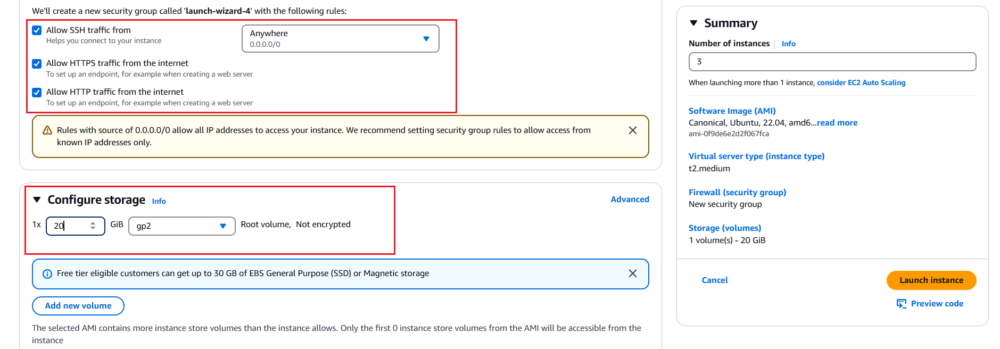 We'll create a new security group called 'launch-wizard-4' with the following rules:
Allow SSH traffic from
Helps you connect to your instance
Anywhere
0.0.0.0/0
Allow HTTPS traffic from the internet
To set up an endpoint, for example when creating a web server
Allow HTTP traffic from the internet
To set up an endpoint, for example when creating a web server
Rules with source of 0.0.0.0/0 allow all IP addresses to access your instance. We recommend setting security group rules to allow access from
known IP addresses only.
Configure storage Info
Advanced
1x 20 GiB gp2 Root volume, Not encrypted
Free tier eligible customers can get up to 30 GB of EBS General Purpose (SSD) or Magnetic storage
Add new volume
The selected AMI contains more instance store volumes than the instance allows. Only the first 0 instance store volumes from the AMI will be accessible from the
instance
Summary
Number of instances Info
3
When launching more than 1 instance, consider EC2 Auto Scaling
Software Image (AMI)
Canonical, Ubuntu, 22.04, amd6...read more
ami-0f9de6e2d2f067fca
Virtual server type (instance type)
t2.medium
Firewall (security group)
New security group
Storage (volumes)
1 volume(s) - 20 GiB
Cancel
Launch instance
Preview code